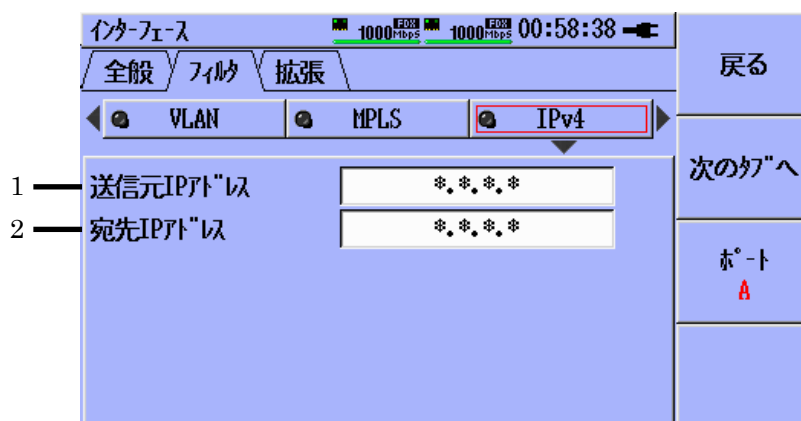 インターフェース 1000 FDX Mbps 1000 FDX Mbps 00:58:38
戻る
全般 フィルタ 拡張
VLAN MPLS IPv4
次のタブへ
1 送信元IPアドレス *.*.*.*
2 宛先IPアドレス *.*.*.*
ポート
A